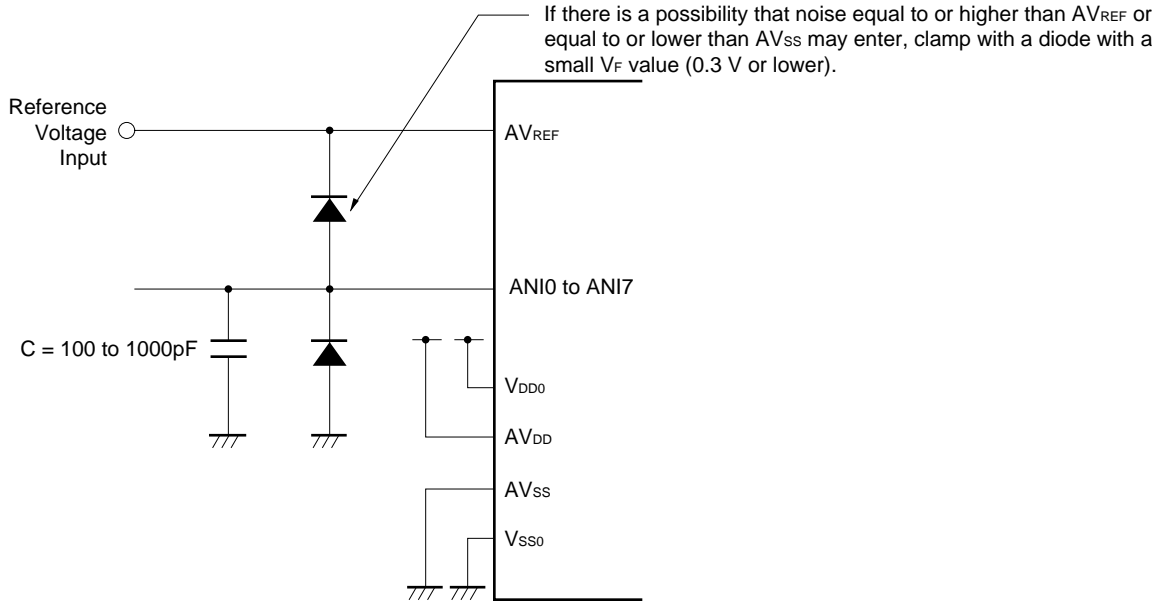 If there is a possibility that noise equal to or higher than AVREF or
equal to or lower than AVSS may enter, clamp with a diode with a
small VF value (0.3 V or lower).
Reference
Voltage
Input
AVREF
ANI0 to ANI7
C = 100 to 1000pF
VDD0
AVDD
AVSS
VSS0